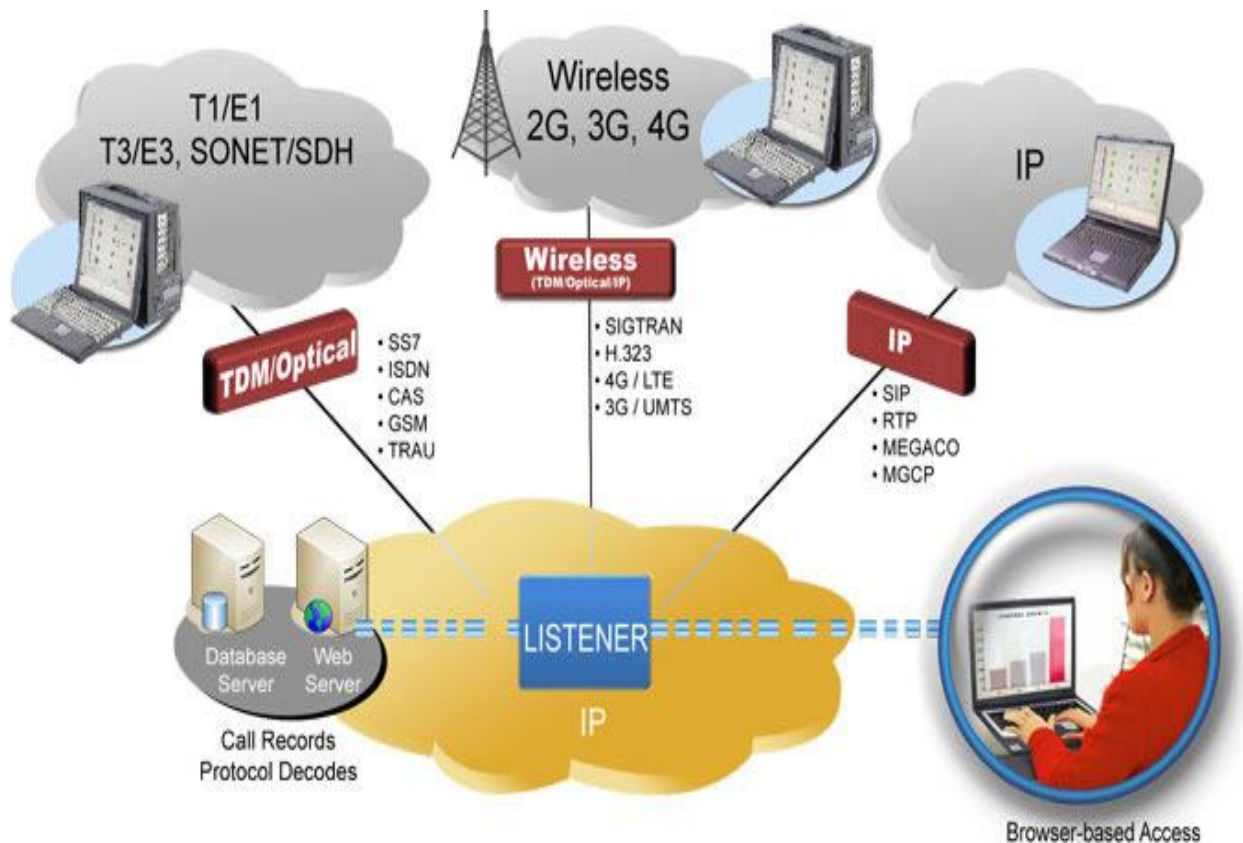 T1/E1
T3/E3, SONET/SDH
Wireless
2G, 3G, 4G
IP
TDM/Optical
• SS7
• ISDN
• CAS
• GSM
• TRAU
Wireless
(TDM/Optical/IP)
• SIGTRAN
• H.323
• 4G / LTE
• 3G / UMTS
IP
• SIP
• RTP
• MEGACO
• MGCP
Database
Server
Web
Server
Call Records
Protocol Decodes
LISTENER
IP
Browser-based Access